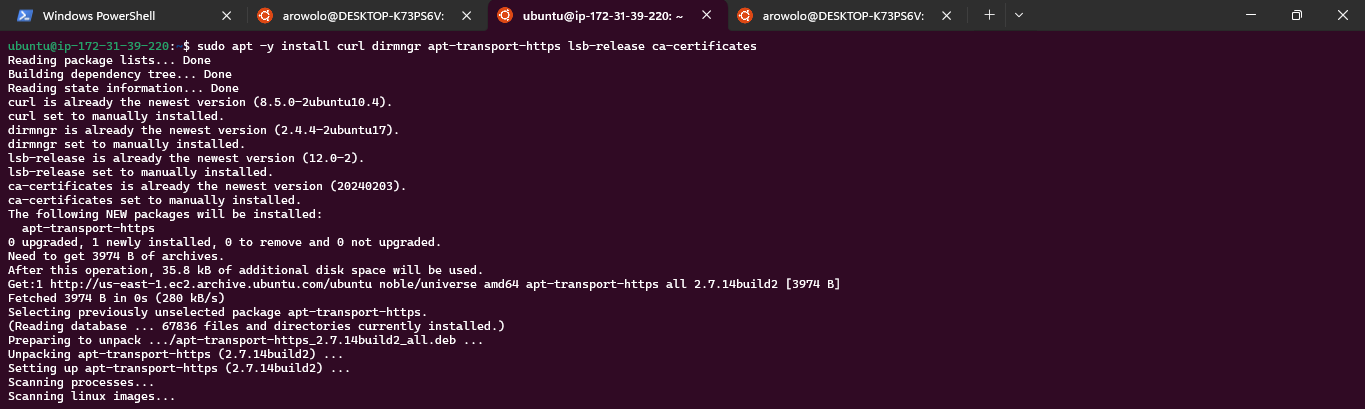 Windows PowerShell
arowolo@DESKTOP-K73PS6V:
ubuntu@ip-172-31-39-220: ~
arowolo@DESKTOP-K73PS6V:
ubuntu@ip-172-31-39-220:~$ sudo apt -y install curl dirmngr apt-transport-https lsb-release ca-certificates
Reading package lists... Done
Building dependency tree... Done
Reading state information... Done
curl is already the newest version (8.5.0-2ubuntu10.4).
curl set to manually installed.
dirmngr is already the newest version (2.4.4-2ubuntu17).
dirmngr set to manually installed.
lsb-release is already the newest version (12.0-2).
lsb-release set to manually installed.
ca-certificates is already the newest version (20240203).
ca-certificates set to manually installed.
The following NEW packages will be installed:
  apt-transport-https
0 upgraded, 1 newly installed, 0 to remove and 0 not upgraded.
Need to get 3974 B of archives.
After this operation, 35.8 kB of additional disk space will be used.
Get:1 http://us-east-1.ec2.archive.ubuntu.com/ubuntu noble/universe amd64 apt-transport-https all 2.7.14build2 [3974 B]
Fetched 3974 B in 0s (280 kB/s)
Selecting previously unselected package apt-transport-https.
(Reading database ... 67836 files and directories currently installed.)
Preparing to unpack .../apt-transport-https_2.7.14build2_all.deb ...
Unpacking apt-transport-https (2.7.14build2) ...
Setting up apt-transport-https (2.7.14build2) ...
Scanning processes...
Scanning linux images...